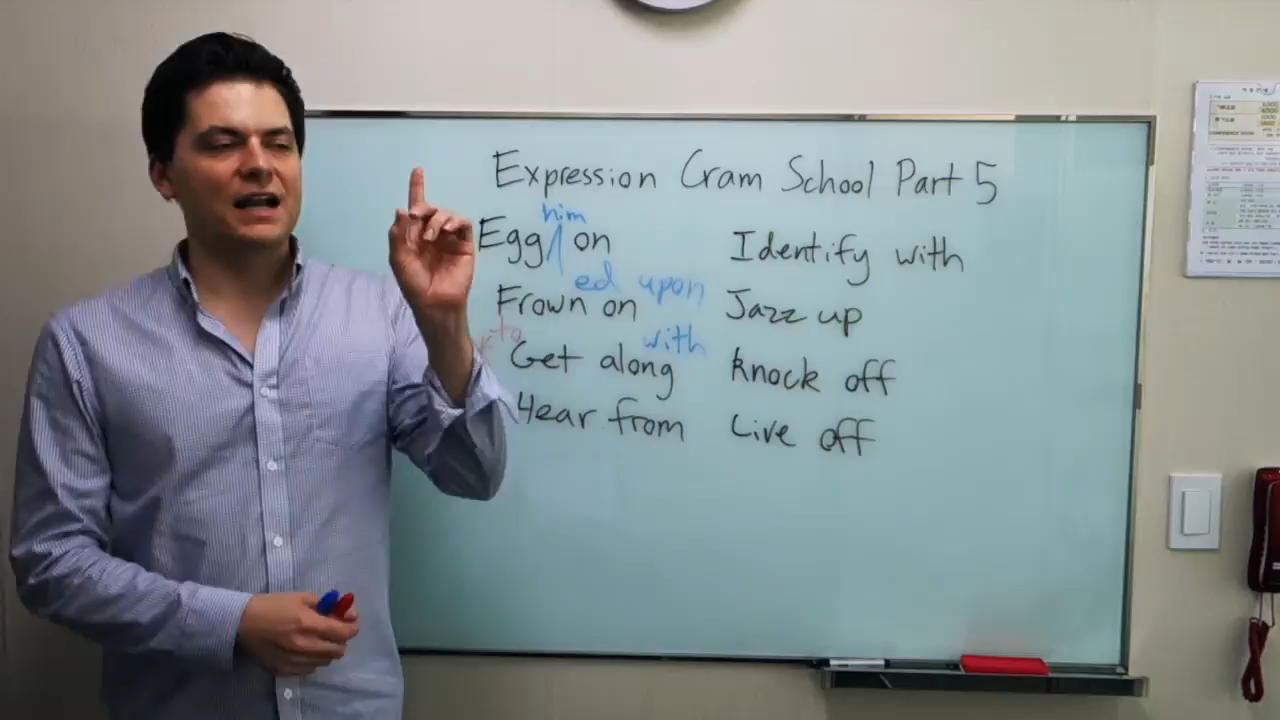 Expression Cram School Part 5
him
Egg on
ed upon
Frown on
to
Get along with
Hear from
Identify with
Jazz up
Knock off
Live off